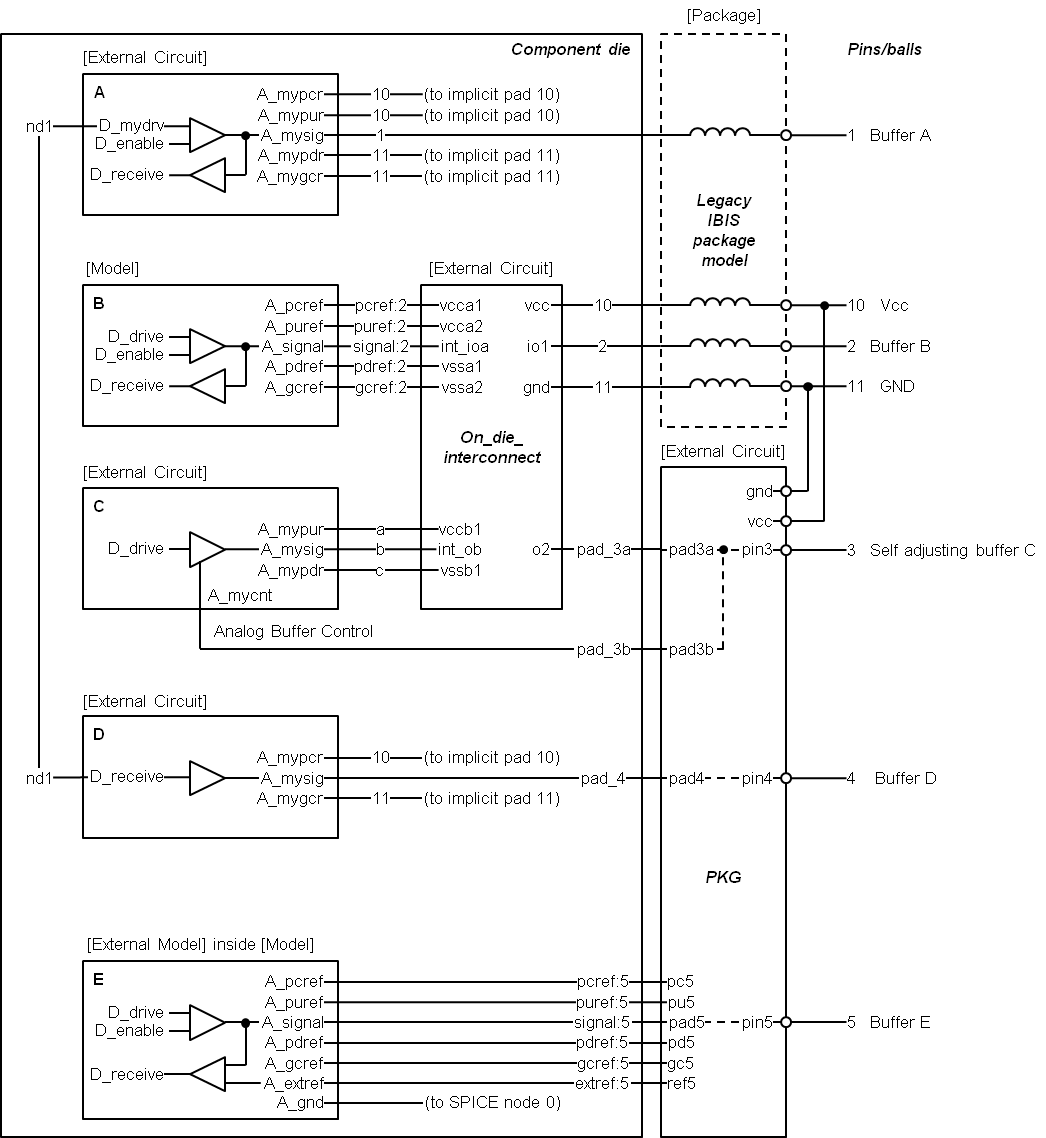 [Package]
Component die
Pins/balls
[External Circuit]
A
A_mypcr 10 (to implicit pad 10)
A_mypur 10 (to implicit pad 10)
nd1 D_mydrv A_mysig 1 1 Buffer A
D_enable
A_mypdr 11 (to implicit pad 11)
D_receive
A_mygcr 11 (to implicit pad 11)
Legacy
IBIS
package
model
[Model] [External Circuit]
B
A_pcref pcref:2 vcca1 vcc 10 10 Vcc
A_puref puref:2 vcca2
D_drive
A_signal signal:2 int_ioa io1 2 2 Buffer B
D_enable
A_pdref pdref:2 vssa1
D_receive A_gcref gcref:2 vssa2 gnd 11 11 GND
On_die_
interconnect
[External Circuit]
[External Circuit]
gnd
C
vcc
A_mypur a vccb1
D_drive A_mysig b int_ob o2 pad_3a pad3a pin3 3 Self adjusting buffer C
A_mypdr c vssb1
A_mycnt
Analog Buffer Control
pad_3b pad3b
[External Circuit]
D
A_mypcr 10 (to implicit pad 10)
nd1 D_receive A_mysig pad_4 pad4 pin4 4 Buffer D
A_mygcr 11 (to implicit pad 11)
PKG
[External Model] inside [Model]
E
A_pcref pcref:5 pc5
A_puref puref:5 pu5
D_drive
A_signal signal:5 pad5 pin5 5 Buffer E
D_enable
A_pdref pdref:5 pd5
A_gcref gcref:5 gc5
D_receive
A_extref extref:5 ref5
A_gnd (to SPICE node 0)